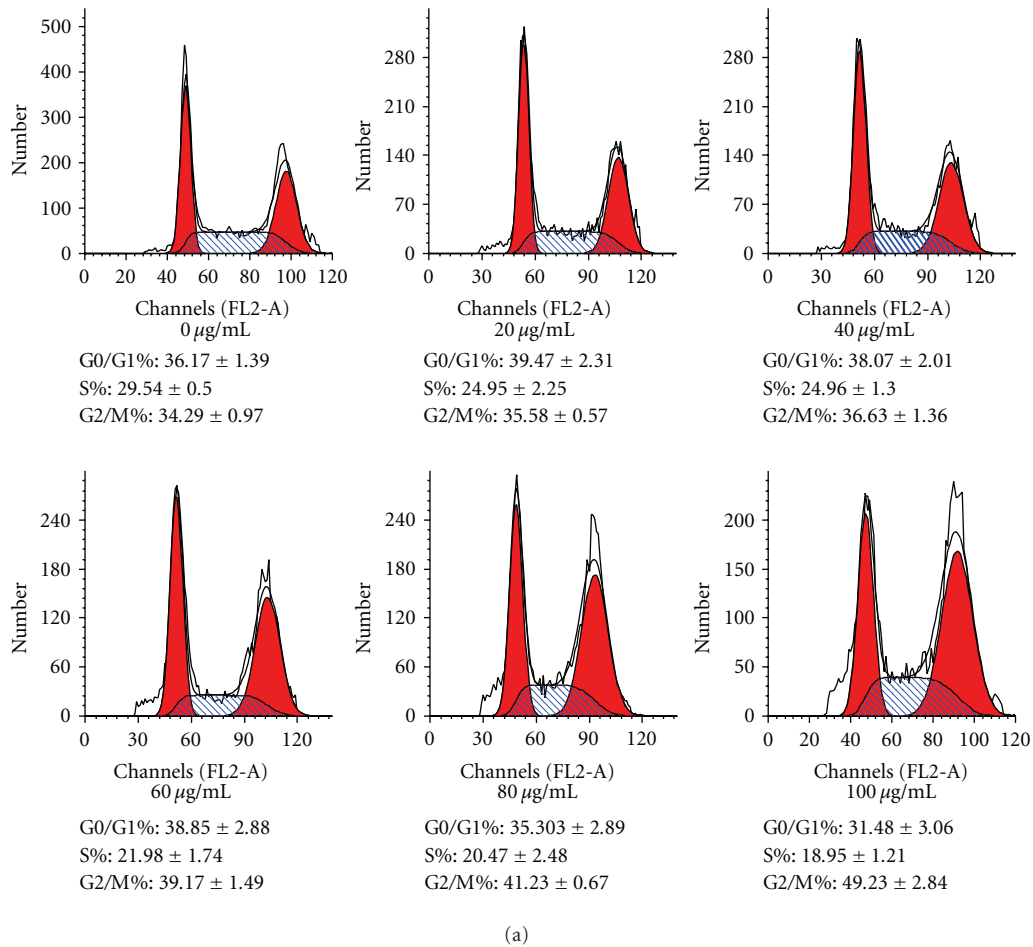 500
400
300
200
100
0
Number
0 20 40 60 80 100 120
Channels (FL2-A)
0 μg/mL
G0/G1%: 36.17 ± 1.39
S%: 29.54 ± 0.5
G2/M%: 34.29 ± 0.97
280
210
140
70
0
Number
0 30 60 90 120
Channels (FL2-A)
20 μg/mL
G0/G1%: 39.47 ± 2.31
S%: 24.95 ± 2.25
G2/M%: 35.58 ± 0.57
280
210
140
70
0
Number
0 30 60 90 120
Channels (FL2-A)
40 μg/mL
G0/G1%: 38.07 ± 2.01
S%: 24.96 ± 1.3
G2/M%: 36.63 ± 1.36
240
180
120
60
0
Number
0 30 60 90 120
Channels (FL2-A)
60 μg/mL
G0/G1%: 38.85 ± 2.88
S%: 21.98 ± 1.74
G2/M%: 39.17 ± 1.49
240
180
120
60
0
Number
0 30 60 90 120
Channels (FL2-A)
80 μg/mL
G0/G1%: 35.303 ± 2.89
S%: 20.47 ± 2.48
G2/M%: 41.23 ± 0.67
200
150
100
50
0
Number
0 20 40 60 80 100 120
Channels (FL2-A)
100 μg/mL
G0/G1%: 31.48 ± 3.06
S%: 18.95 ± 1.21
G2/M%: 49.23 ± 2.84
(a)